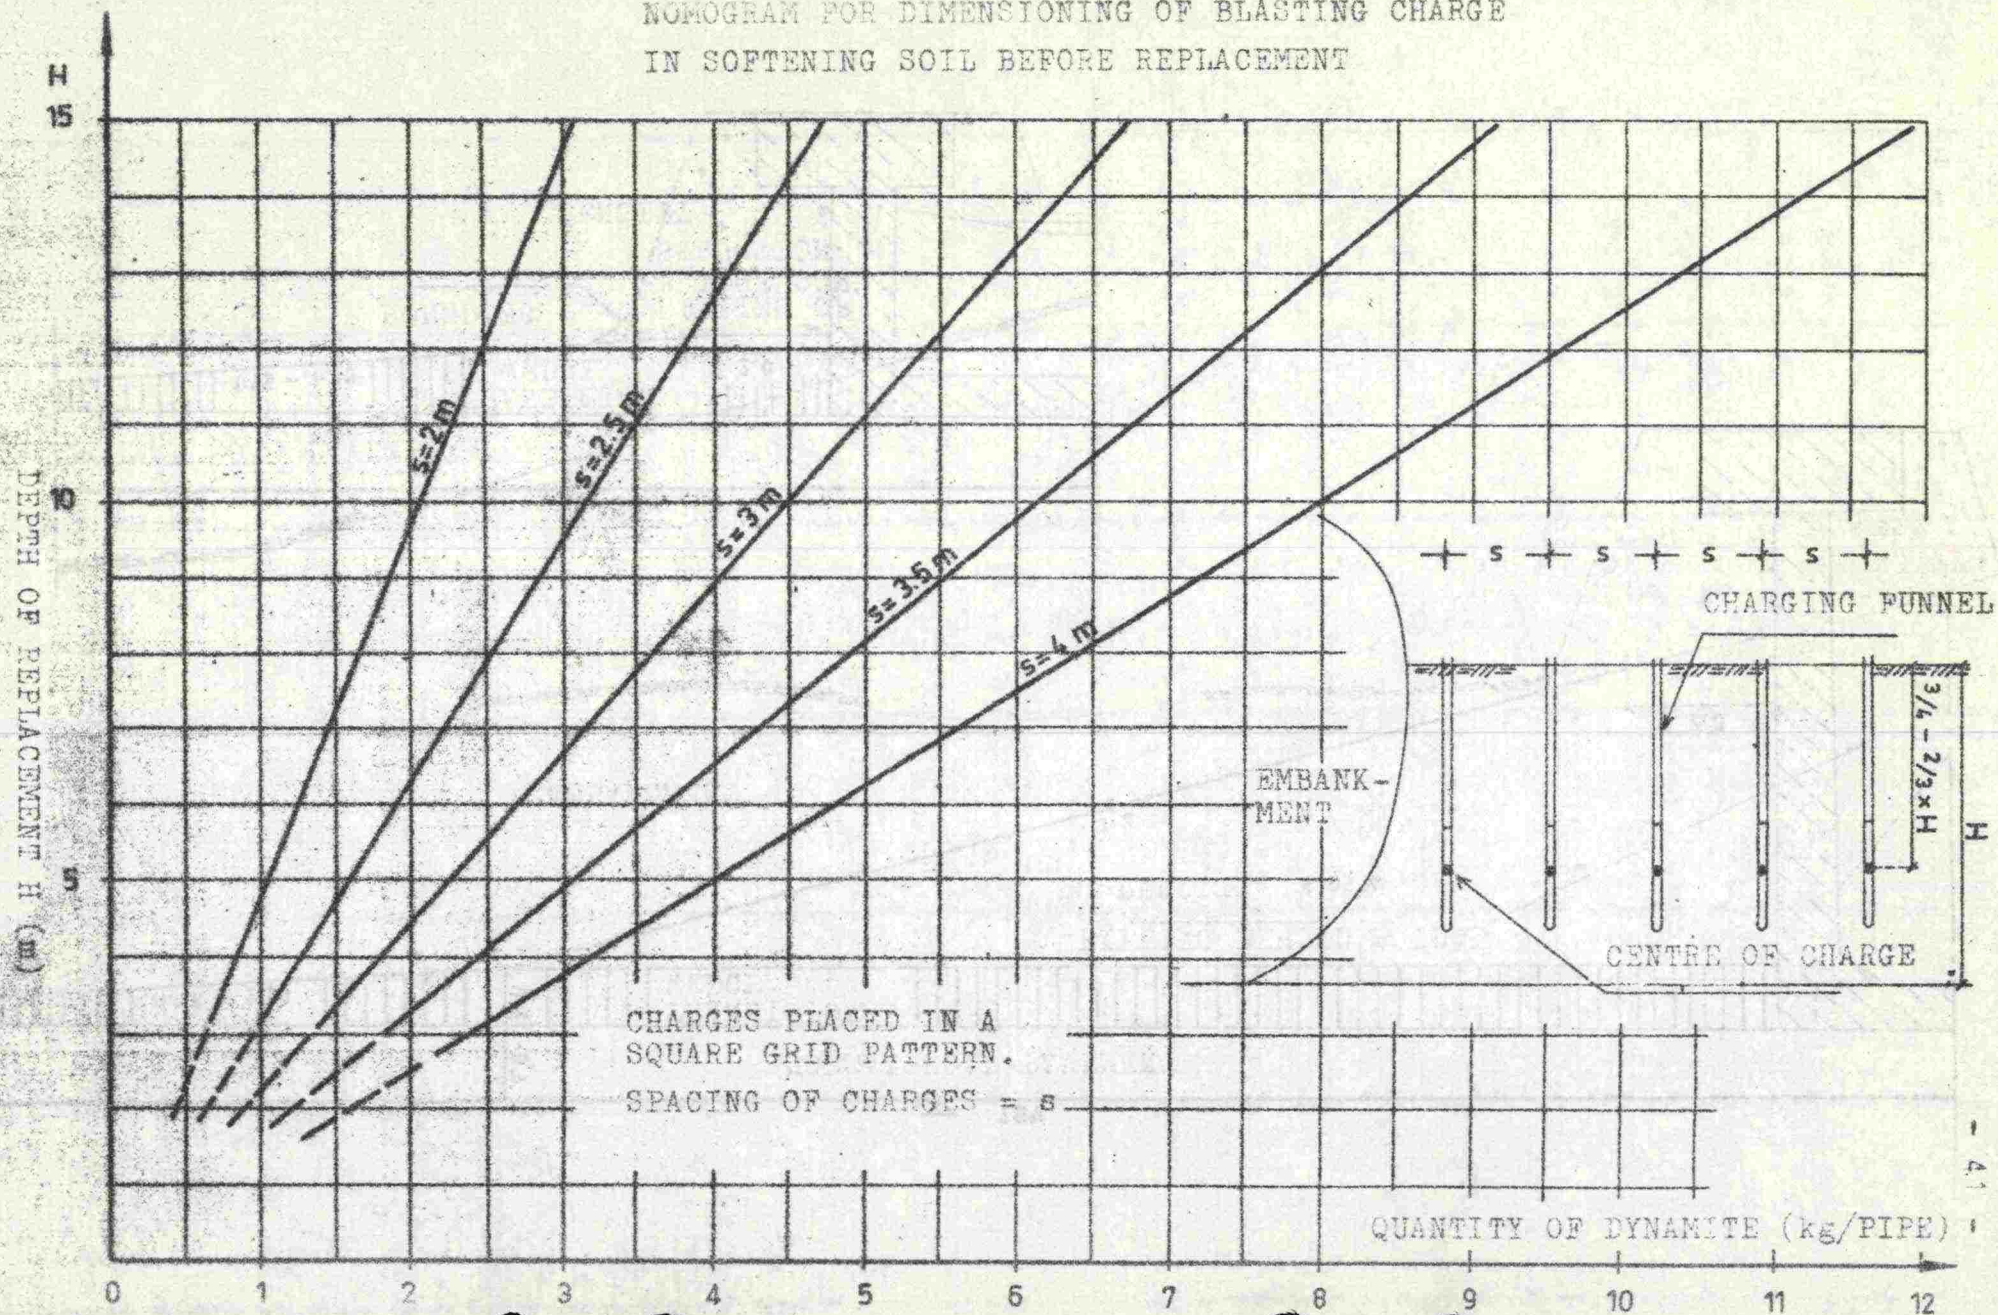 NOMOGRAM FOR DIMENSIONING OF BLASTING CHARGE
IN SOFTENING SOIL BEFORE REPLACEMENT
H
15
10
5
DEPTH OF REPLACEMENT H (m)
s=2m
s=2.5m
s=3m
s=3.5m
s=4m
s s s s
CHARGING FUNNEL
3/4 - 2/3×H
H
EMBANK-
MENT
CENTRE OF CHARGE
CHARGES PLACED IN A
SQUARE GRID PATTERN.
SPACING OF CHARGES = s
QUANTITY OF DYNAMITE (kg/PIPE)
0 1 2 3 4 5 6 7 8 9 10 11 12
- 41 -